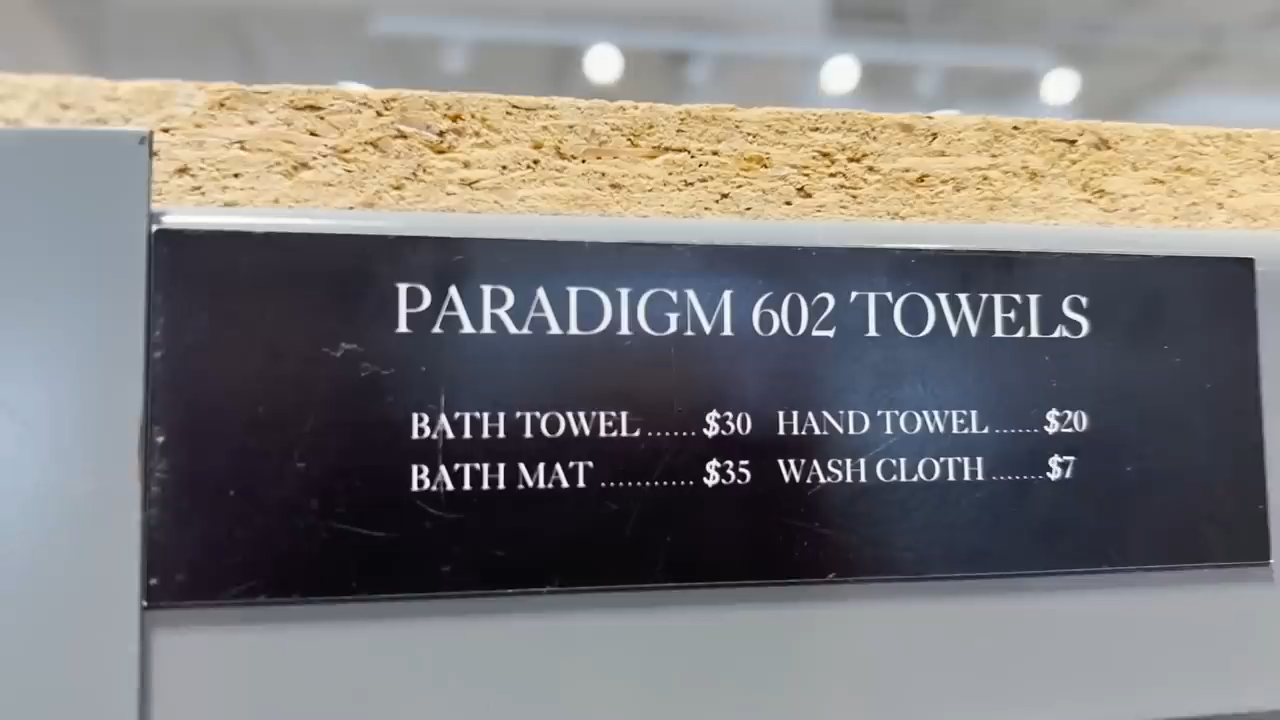 PARADIGM 602 TOWELS
BATH TOWEL ...... $30 HAND TOWEL ...... $20
BATH MAT ........... $35 WASH CLOTH ....... $7